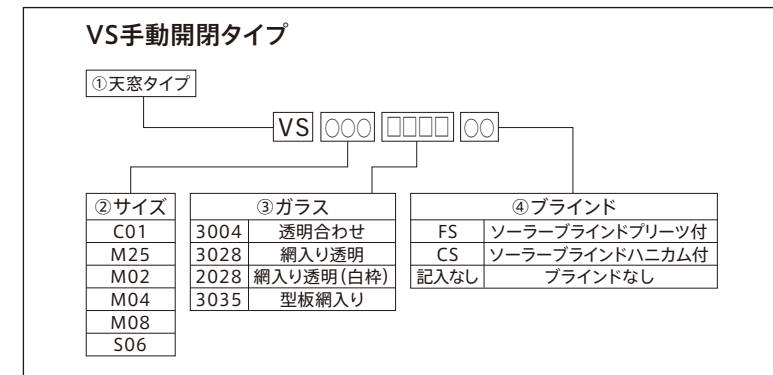 VS手動開閉タイプ
①天窓タイプ
VS ○○○ □□□□ ○○
②サイズ
C01
M25
M02
M04
M08
S06
③ガラス
3004 透明合わせ
3028 網入り透明
2028 網入り透明(白枠)
3035 型板網入り
④ブラインド
FS ソーラーブラインドプリーツ付
CS ソーラーブラインドハニカム付
記入なし ブラインドなし